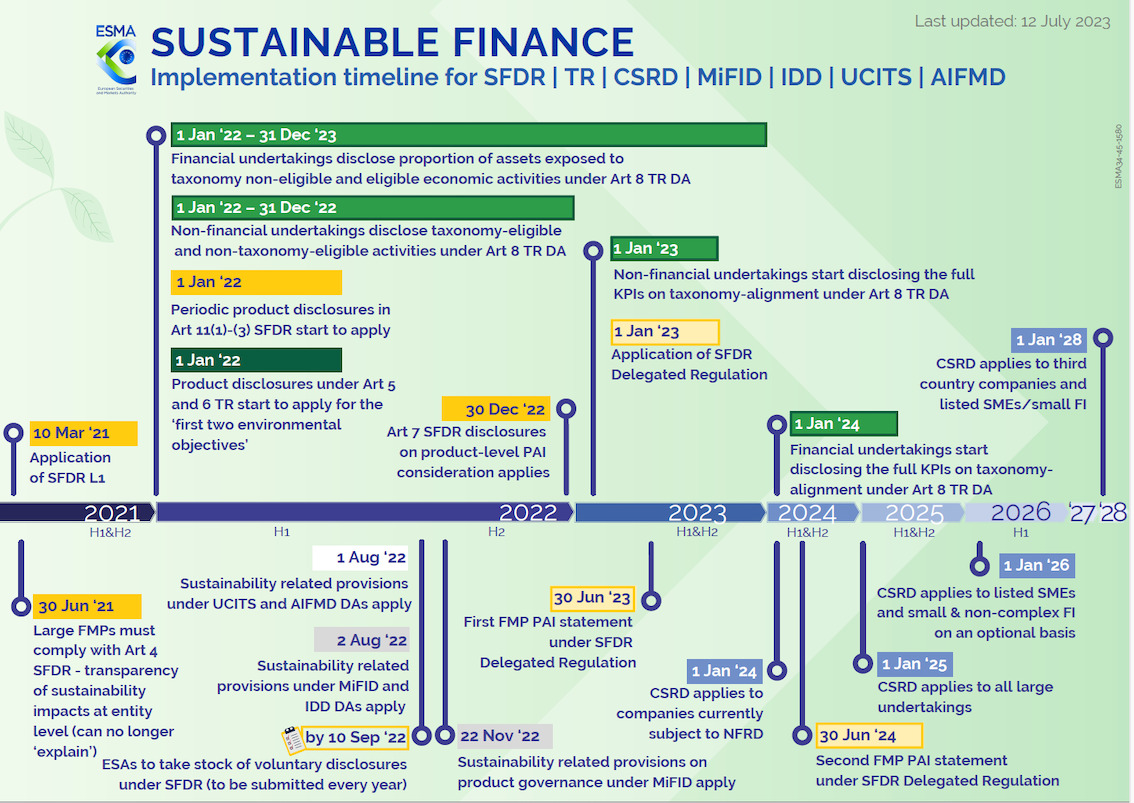 Last updated: 12 July 2023
ESMA
European Securities
and Markets Authority
SUSTAINABLE FINANCE
Implementation timeline for SFDR | TR | CSRD | MiFID | IDD | UCITS | AIFMD
ESMA34-45-1580
1 Jan ‘22 – 31 Dec ‘23
Financial undertakings disclose proportion of assets exposed to
taxonomy non-eligible and eligible economic activities under Art 8 TR DA
1 Jan ‘22 – 31 Dec ‘22
Non-financial undertakings disclose taxonomy-eligible
and non-taxonomy-eligible activities under Art 8 TR DA
1 Jan ‘22
Periodic product disclosures in
Art 11(1)-(3) SFDR start to apply
1 Jan ‘22
Product disclosures under Art 5
and 6 TR start to apply for the
‘first two environmental
objectives’
1 Jan ‘23
Non-financial undertakings start disclosing the full
KPIs on taxonomy-alignment under Art 8 TR DA
1 Jan ‘23
Application of SFDR
Delegated Regulation
1 Jan ‘28
CSRD applies to third
country companies and
listed SMEs/small FI
10 Mar ‘21
Application
of SFDR L1
30 Dec ‘22
Art 7 SFDR disclosures
on product-level PAI
consideration applies
1 Jan ‘24
Financial undertakings start
disclosing the full KPIs on taxonomy-
alignment under Art 8 TR DA
2021 2022 2023 2024 2025 2026 ‘27 ‘28
H1&H2 H1 H2 H1&H2 H1&H2 H1&H2 H1
30 Jun ‘21
Large FMPs must
comply with Art 4
SFDR - transparency
of sustainability
impacts at entity
level (can no longer
‘explain’)
1 Aug ‘22
Sustainability related provisions
under UCITS and AIFMD DAs apply
2 Aug ‘22
Sustainability related
provisions under MiFID and
IDD DAs apply
by 10 Sep ‘22
ESAs to take stock of voluntary disclosures
under SFDR (to be submitted every year)
22 Nov ‘22
Sustainability related provisions on
product governance under MiFID apply
30 Jun ‘23
First FMP PAI statement
under SFDR
Delegated Regulation
1 Jan ‘24
CSRD applies to
companies currently
subject to NFRD
30 Jun ‘24
Second FMP PAI statement
under SFDR Delegated Regulation
1 Jan ‘25
CSRD applies to all large
undertakings
1 Jan ‘26
CSRD applies to listed SMEs
and small & non-complex FI
on an optional basis